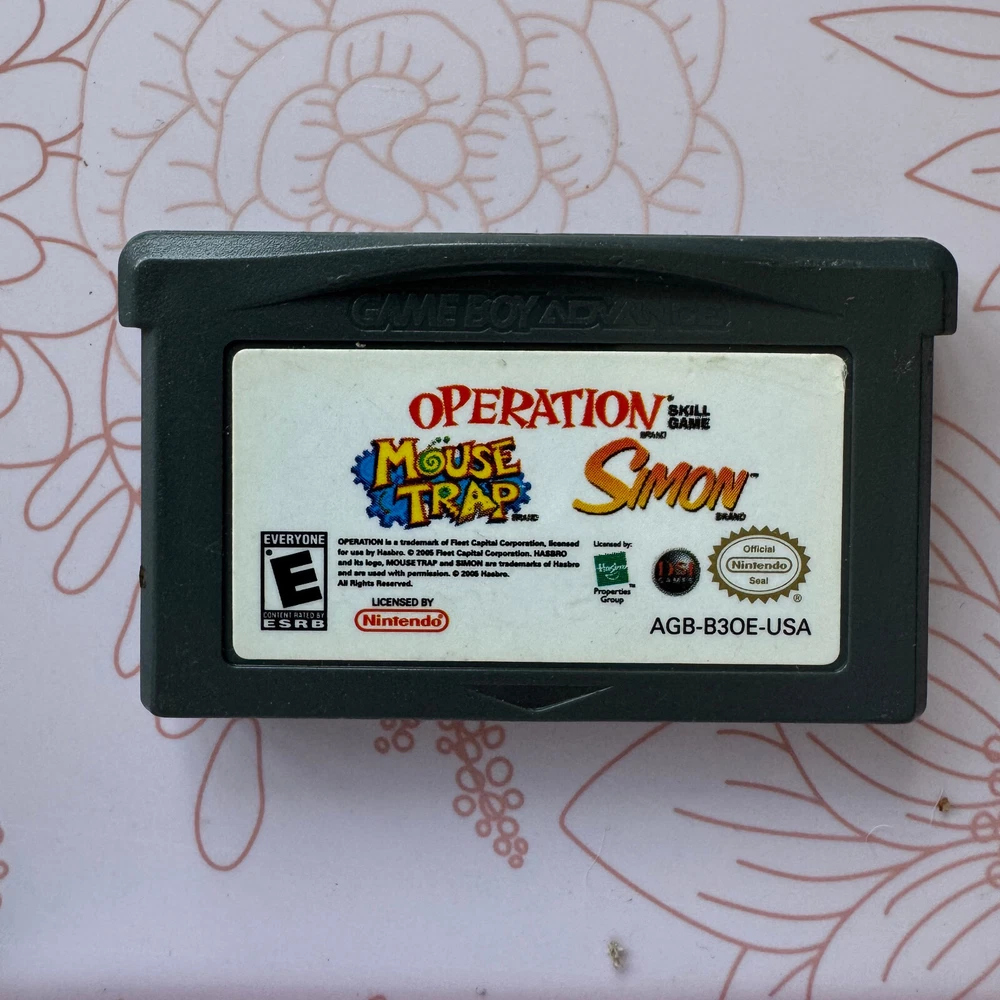 GAME BOY ADVANCE
OPERATION SKILL GAME
BRAND
MOUSE TRAP
BRAND
SIMON™
BRAND
EVERYONE
E
CONTENT RATED BY
ESRB
OPERATION is a trademark of Fleet Capital Corporation, licensed
for use by Hasbro. © 2005 Fleet Capital Corporation. HASBRO
and its logo, MOUSE TRAP and SIMON are trademarks of Hasbro
and are used with permission. © 2005 Hasbro.
All Rights Reserved.
LICENSED BY
Nintendo
Licensed by:
Hasbro
Properties
Group
DSI
GAMES
Official
Nintendo
Seal
®
AGB-B3OE-USA